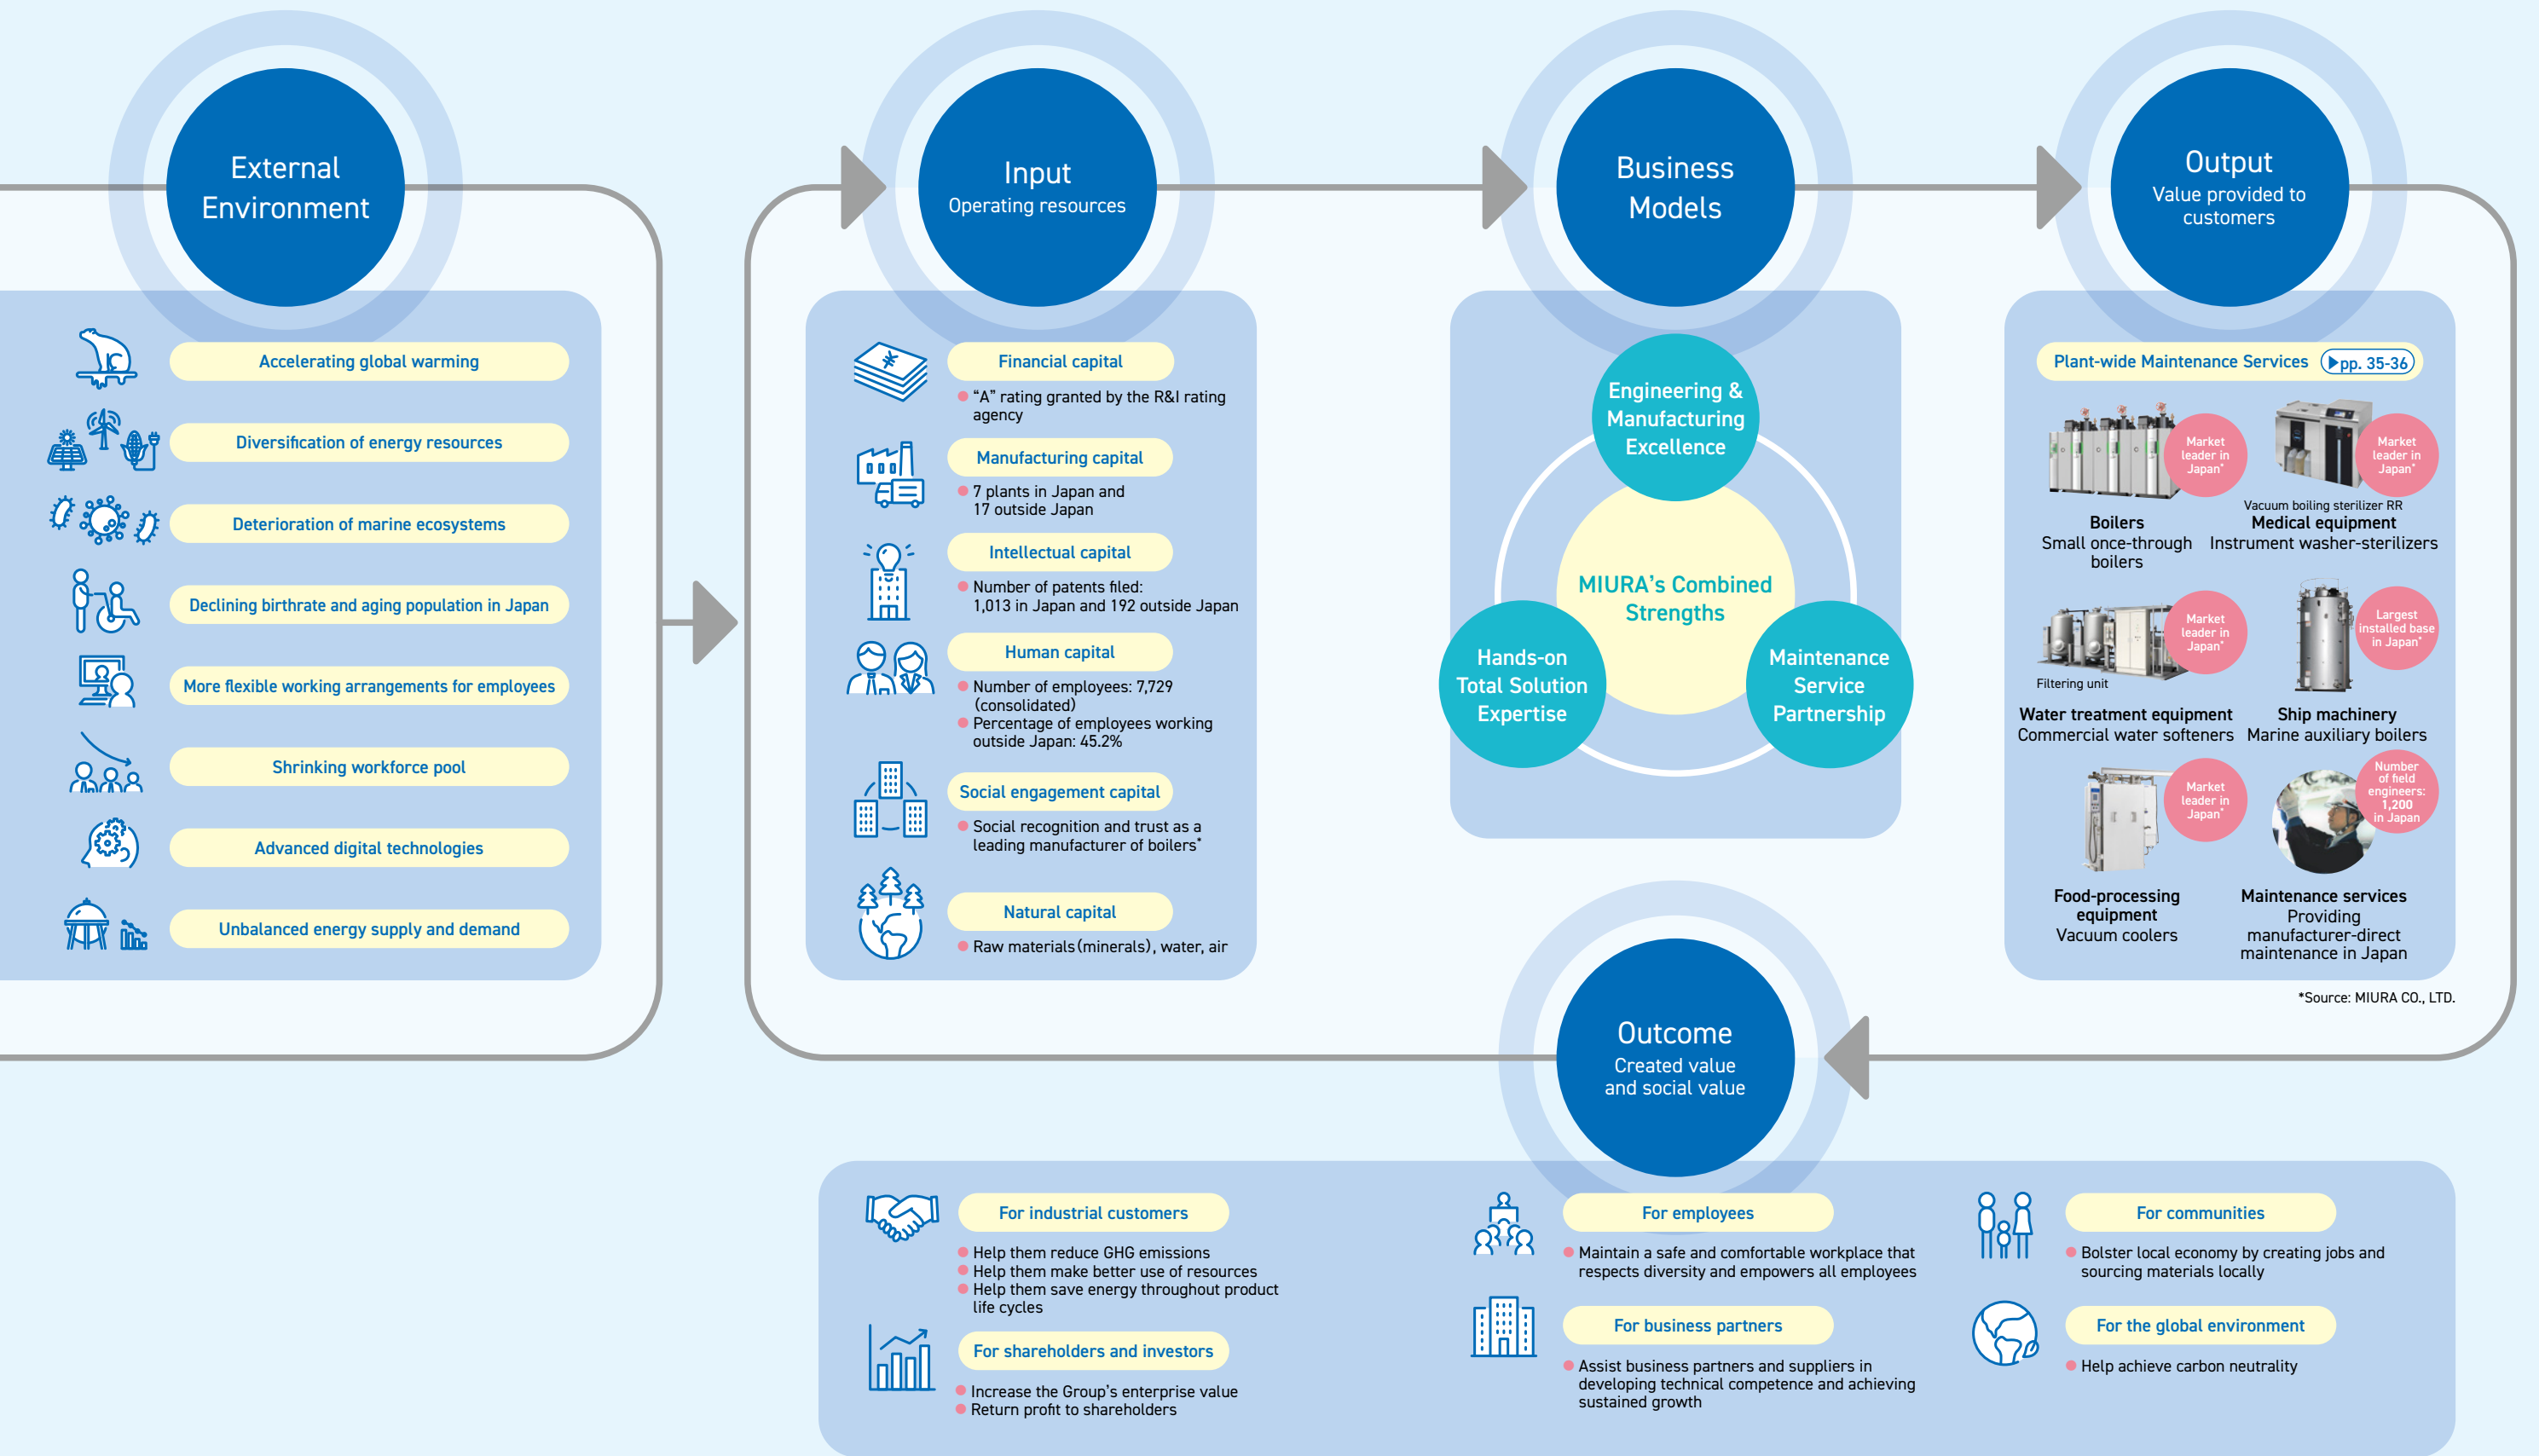 External
Environment
Accelerating global warming
Diversification of energy resources
Deterioration of marine ecosystems
Declining birthrate and aging population in Japan
More flexible working arrangements for employees
Shrinking workforce pool
Advanced digital technologies
Unbalanced energy supply and demand
Input
Operating resources
¥
Financial capital
“A” rating granted by the R&I rating
agency
Manufacturing capital
7 plants in Japan and
17 outside Japan
Intellectual capital
Number of patents filed:
1,013 in Japan and 192 outside Japan
Human capital
Number of employees: 7,729
(consolidated)
Percentage of employees working
outside Japan: 45.2%
Social engagement capital
Social recognition and trust as a
leading manufacturer of boilers*
Natural capital
Raw materials (minerals), water, air
Business
Models
Engineering &
Manufacturing
Excellence
MIURA’s Combined
Strengths
Hands-on
Total Solution
Expertise
Maintenance
Service
Partnership
Output
Value provided to
customers
Plant-wide Maintenance Services ▶pp. 35-36
Market
leader in
Japan*
Boilers
Small once-through
boilers
Market
leader in
Japan*
Vacuum boiling sterilizer RR
Medical equipment
Instrument washer-sterilizers
Market
leader in
Japan*
Filtering unit
Water treatment equipment
Commercial water softeners
Largest
installed base
in Japan*
Ship machinery
Marine auxiliary boilers
Market
leader in
Japan*
Food-processing
equipment
Vacuum coolers
Number
of field
engineers:
1,200
in Japan
Maintenance services
Providing
manufacturer-direct
maintenance in Japan
*Source: MIURA CO., LTD.
Outcome
Created value
and social value
For industrial customers
Help them reduce GHG emissions
Help them make better use of resources
Help them save energy throughout product
life cycles
For shareholders and investors
Increase the Group’s enterprise value
Return profit to shareholders
For employees
Maintain a safe and comfortable workplace that
respects diversity and empowers all employees
For business partners
Assist business partners and suppliers in
developing technical competence and achieving
sustained growth
For communities
Bolster local economy by creating jobs and
sourcing materials locally
For the global environment
Help achieve carbon neutrality